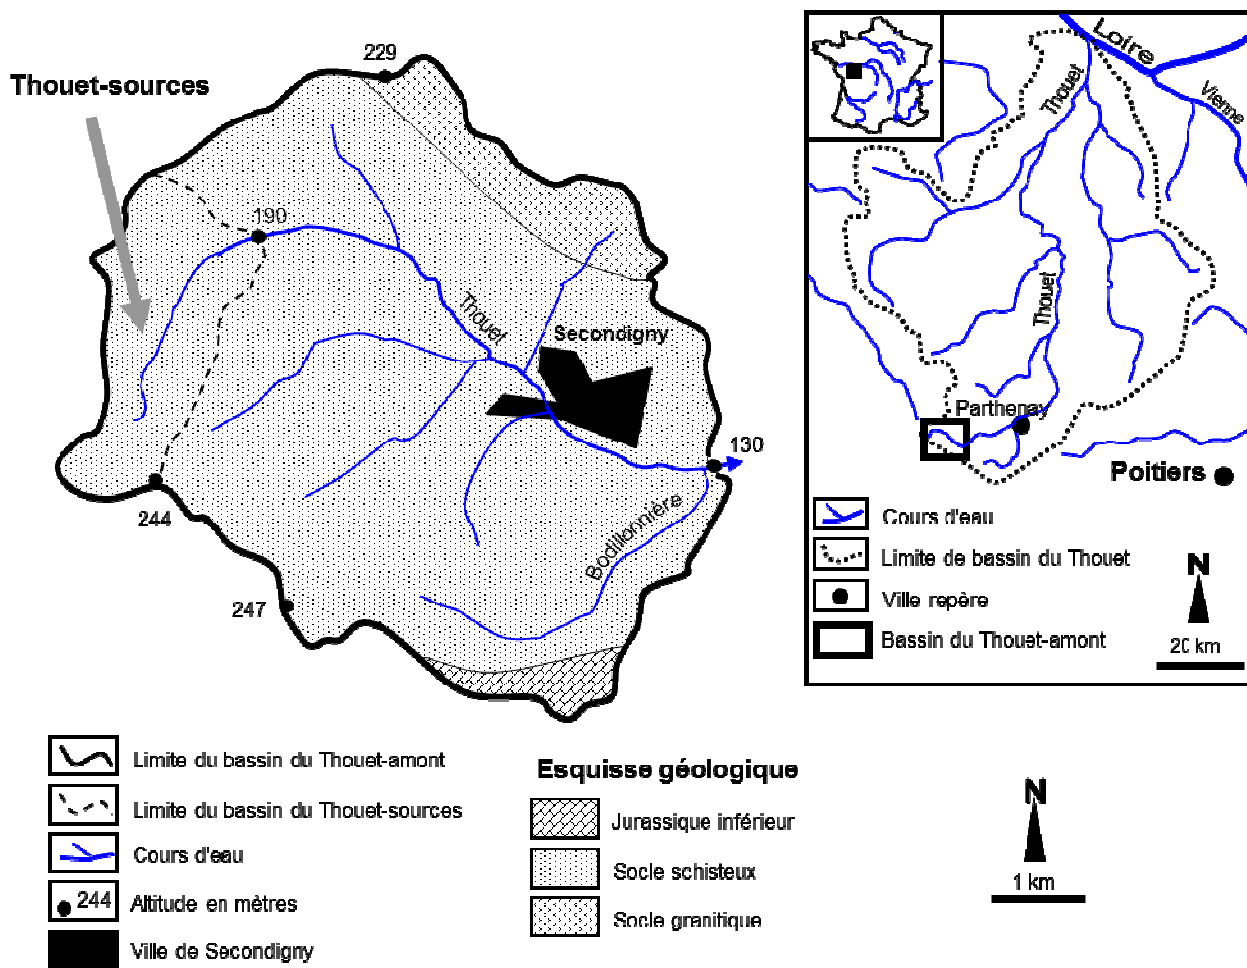 229
Thouet-sources
190
Thouet
Secondigny
130
244
Bodillonnière
247
Loire
Thouet
Vienne
Thouet
Parthenay
Poitiers
Cours d'eau
Limite de bassin du Thouet
Ville repère
Bassin du Thouet-amont
N
20 km
Limite du bassin du Thouet-amont
Limite du bassin du Thouet-sources
Cours d'eau
244 Altitude en mètres
Ville de Secondigny
Esquisse géologique
Jurassique inférieur
Socle schisteux
Socle granitique
N
1 km